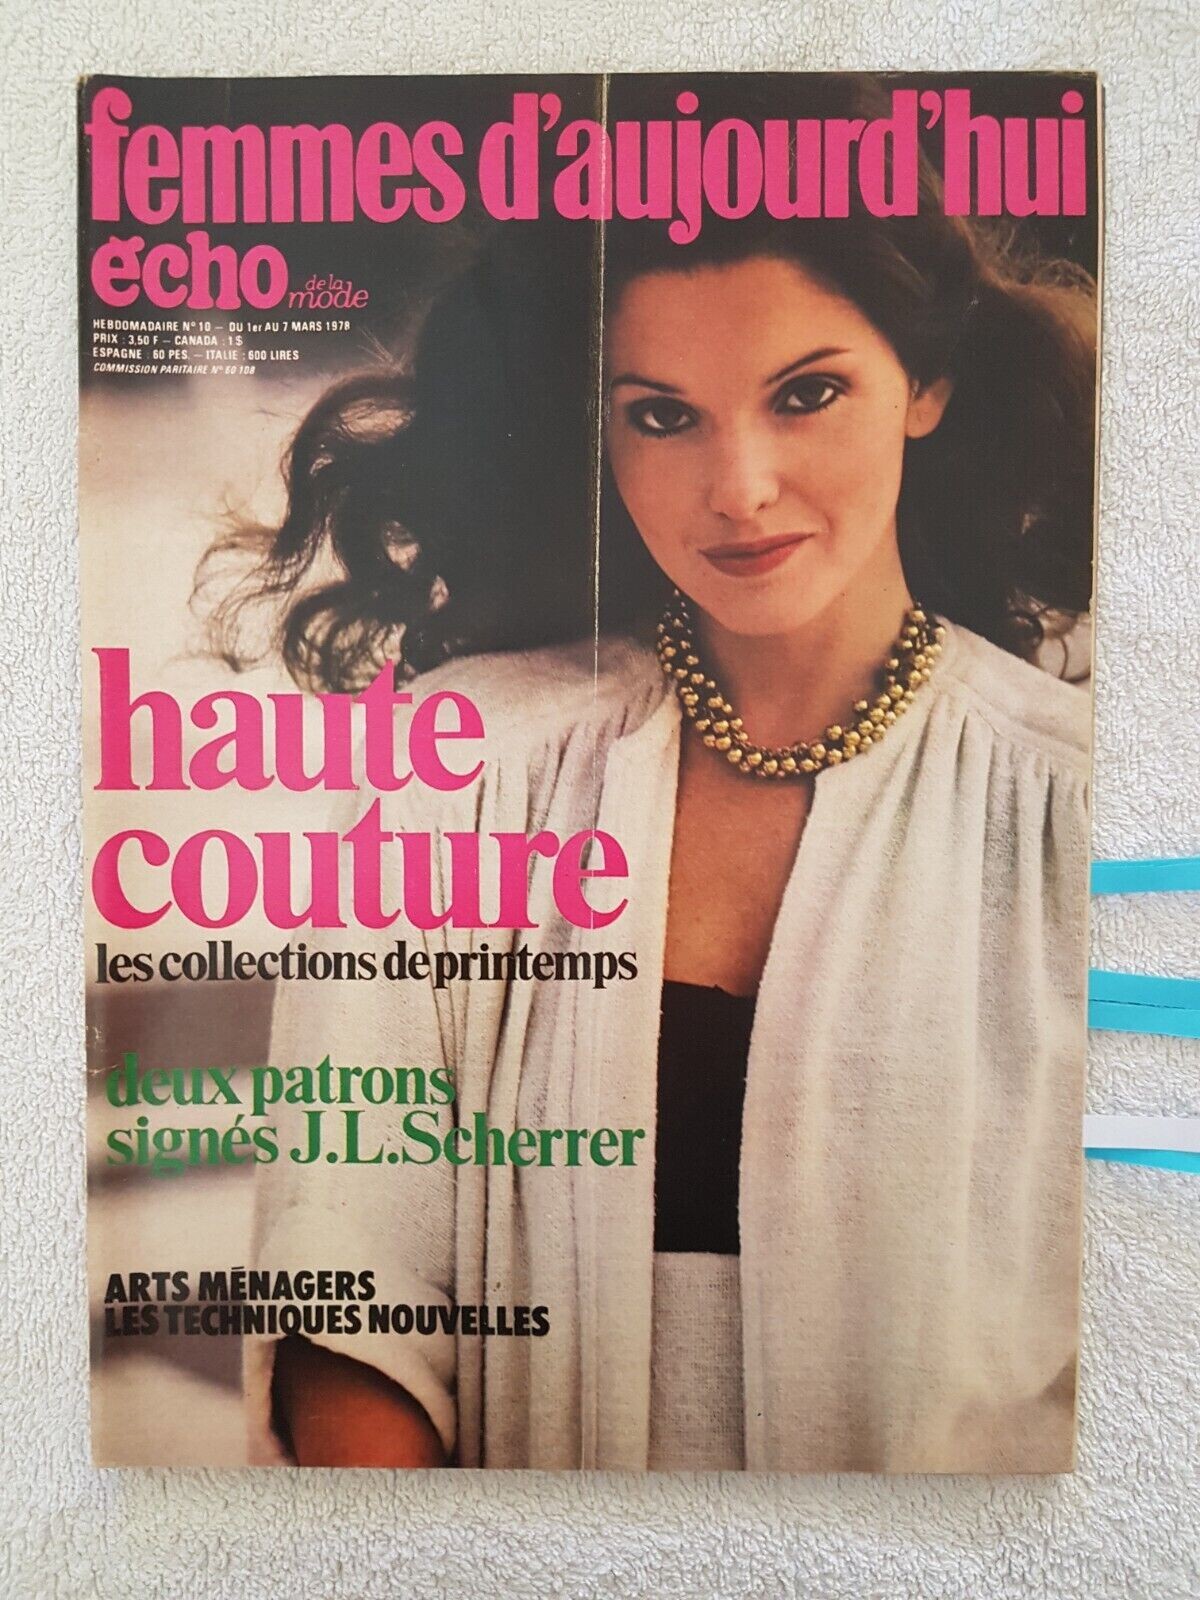 femmes d'aujourd'hui
écho de la mode
HEBDOMADAIRE N° 10 – DU 1er AU 7 MARS 1978
PRIX : 3,50 F – CANADA : 1 $
ESPAGNE : 60 PES. – ITALIE : 600 LIRES
COMMISSION PARITAIRE N° 60 108
haute
couture
les collections de printemps
deux patrons
signés J.L.Scherrer
ARTS MÉNAGERS
LES TECHNIQUES NOUVELLES